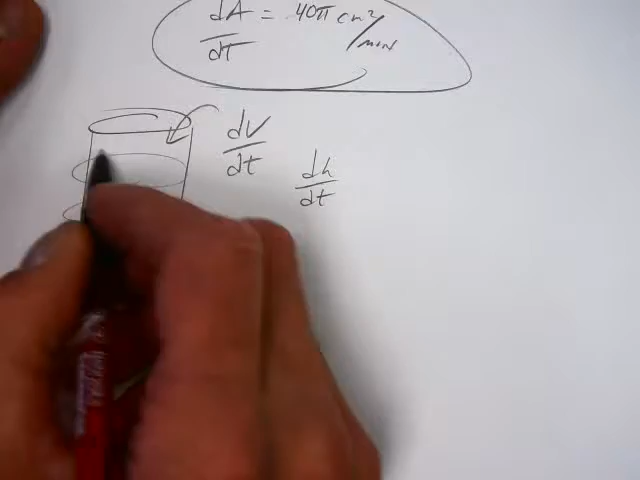 dA/dt = 40π cm²/min
dV/dt
dh/dt